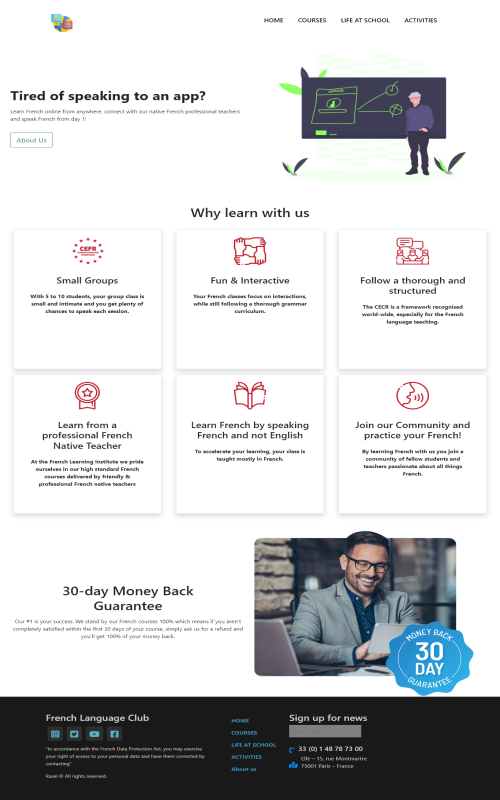 HOME COURSES LIFE AT SCHOOL ACTIVITIES
Tired of speaking to an app?
Learn French online from anywhere, connect with our native French professional teachers
and speak French from day 1!
About Us
Why learn with us
CEFR
Small Groups
With 5 to 10 students, your group class is
small and intimate and you get plenty of
chances to speak each session.
Fun & Interactive
Your French classes focus on interactions,
while still following a thorough grammar
curriculum.
Follow a thorough and
structured
The CECR is a framework recognised
world-wide, especially for the French
language teaching.
Learn from a
professional French
Native Teacher
At the French Learning Institute we pride
ourselves in our high standard French
courses delivered by friendly &
professional French native teachers
Learn French by speaking
French and not English
To accelerate your learning, your class is
taught mostly in French.
Join our Community and
practice your French!
By learning French with us you join a
community of fellow students and
teachers passionate about all things
French.
30-day Money Back
Guarantee
Our #1 is your success. We stand by our French courses 100% which means if you aren't
completely satisfied within the first 30 days of your course, simply ask us for a refund and
you'll get 100% of your money back.
MONEY BACK
30
DAY
GUARANTEE
French Language Club
"In accordance with the French Data Protection Act, you may exercise
your right of access to your personal data and have them corrected by
contacting"
Rasel © All rights reserved.
HOME
COURSES
LIFE AT SCHOOL
ACTIVITIES
About us
Sign up for news
33 (0) 1 48 78 73 00
Elfe – 15, rue Montmartre
75001 Paris – France